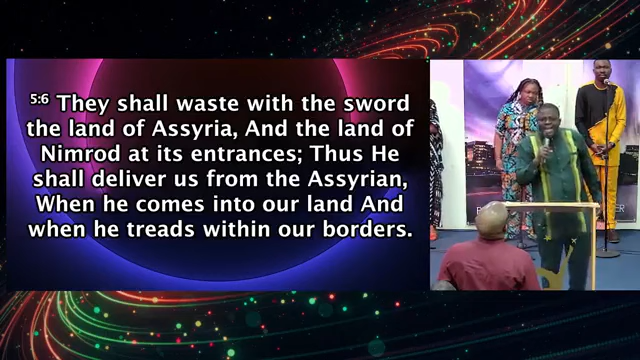 5:6 They shall waste with the sword
the land of Assyria, And the land of
Nimrod at its entrances; Thus He
shall deliver us from the Assyrian,
When he comes into our land And
when he treads within our borders.